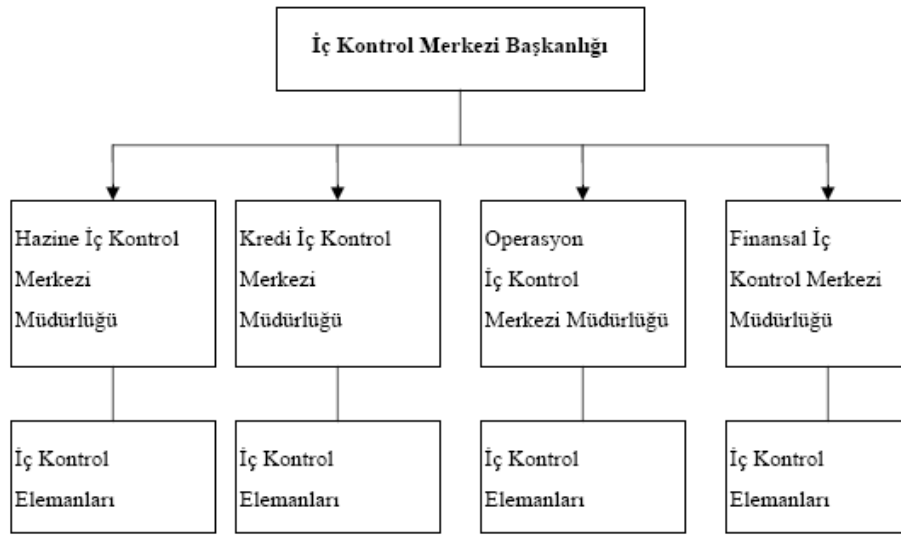 İç Kontrol Merkezi Başkanlığı
Hazine İç Kontrol
Merkezi
Müdürlüğü
Kredi İç Kontrol
Merkezi
Müdürlüğü
Operasyon
İç Kontrol
Merkezi Müdürlüğü
Finansal İç
Kontrol Merkezi
Müdürlüğü
İç Kontrol
Elemanları
İç Kontrol
Elemanları
İç Kontrol
Elemanları
İç Kontrol
Elemanları